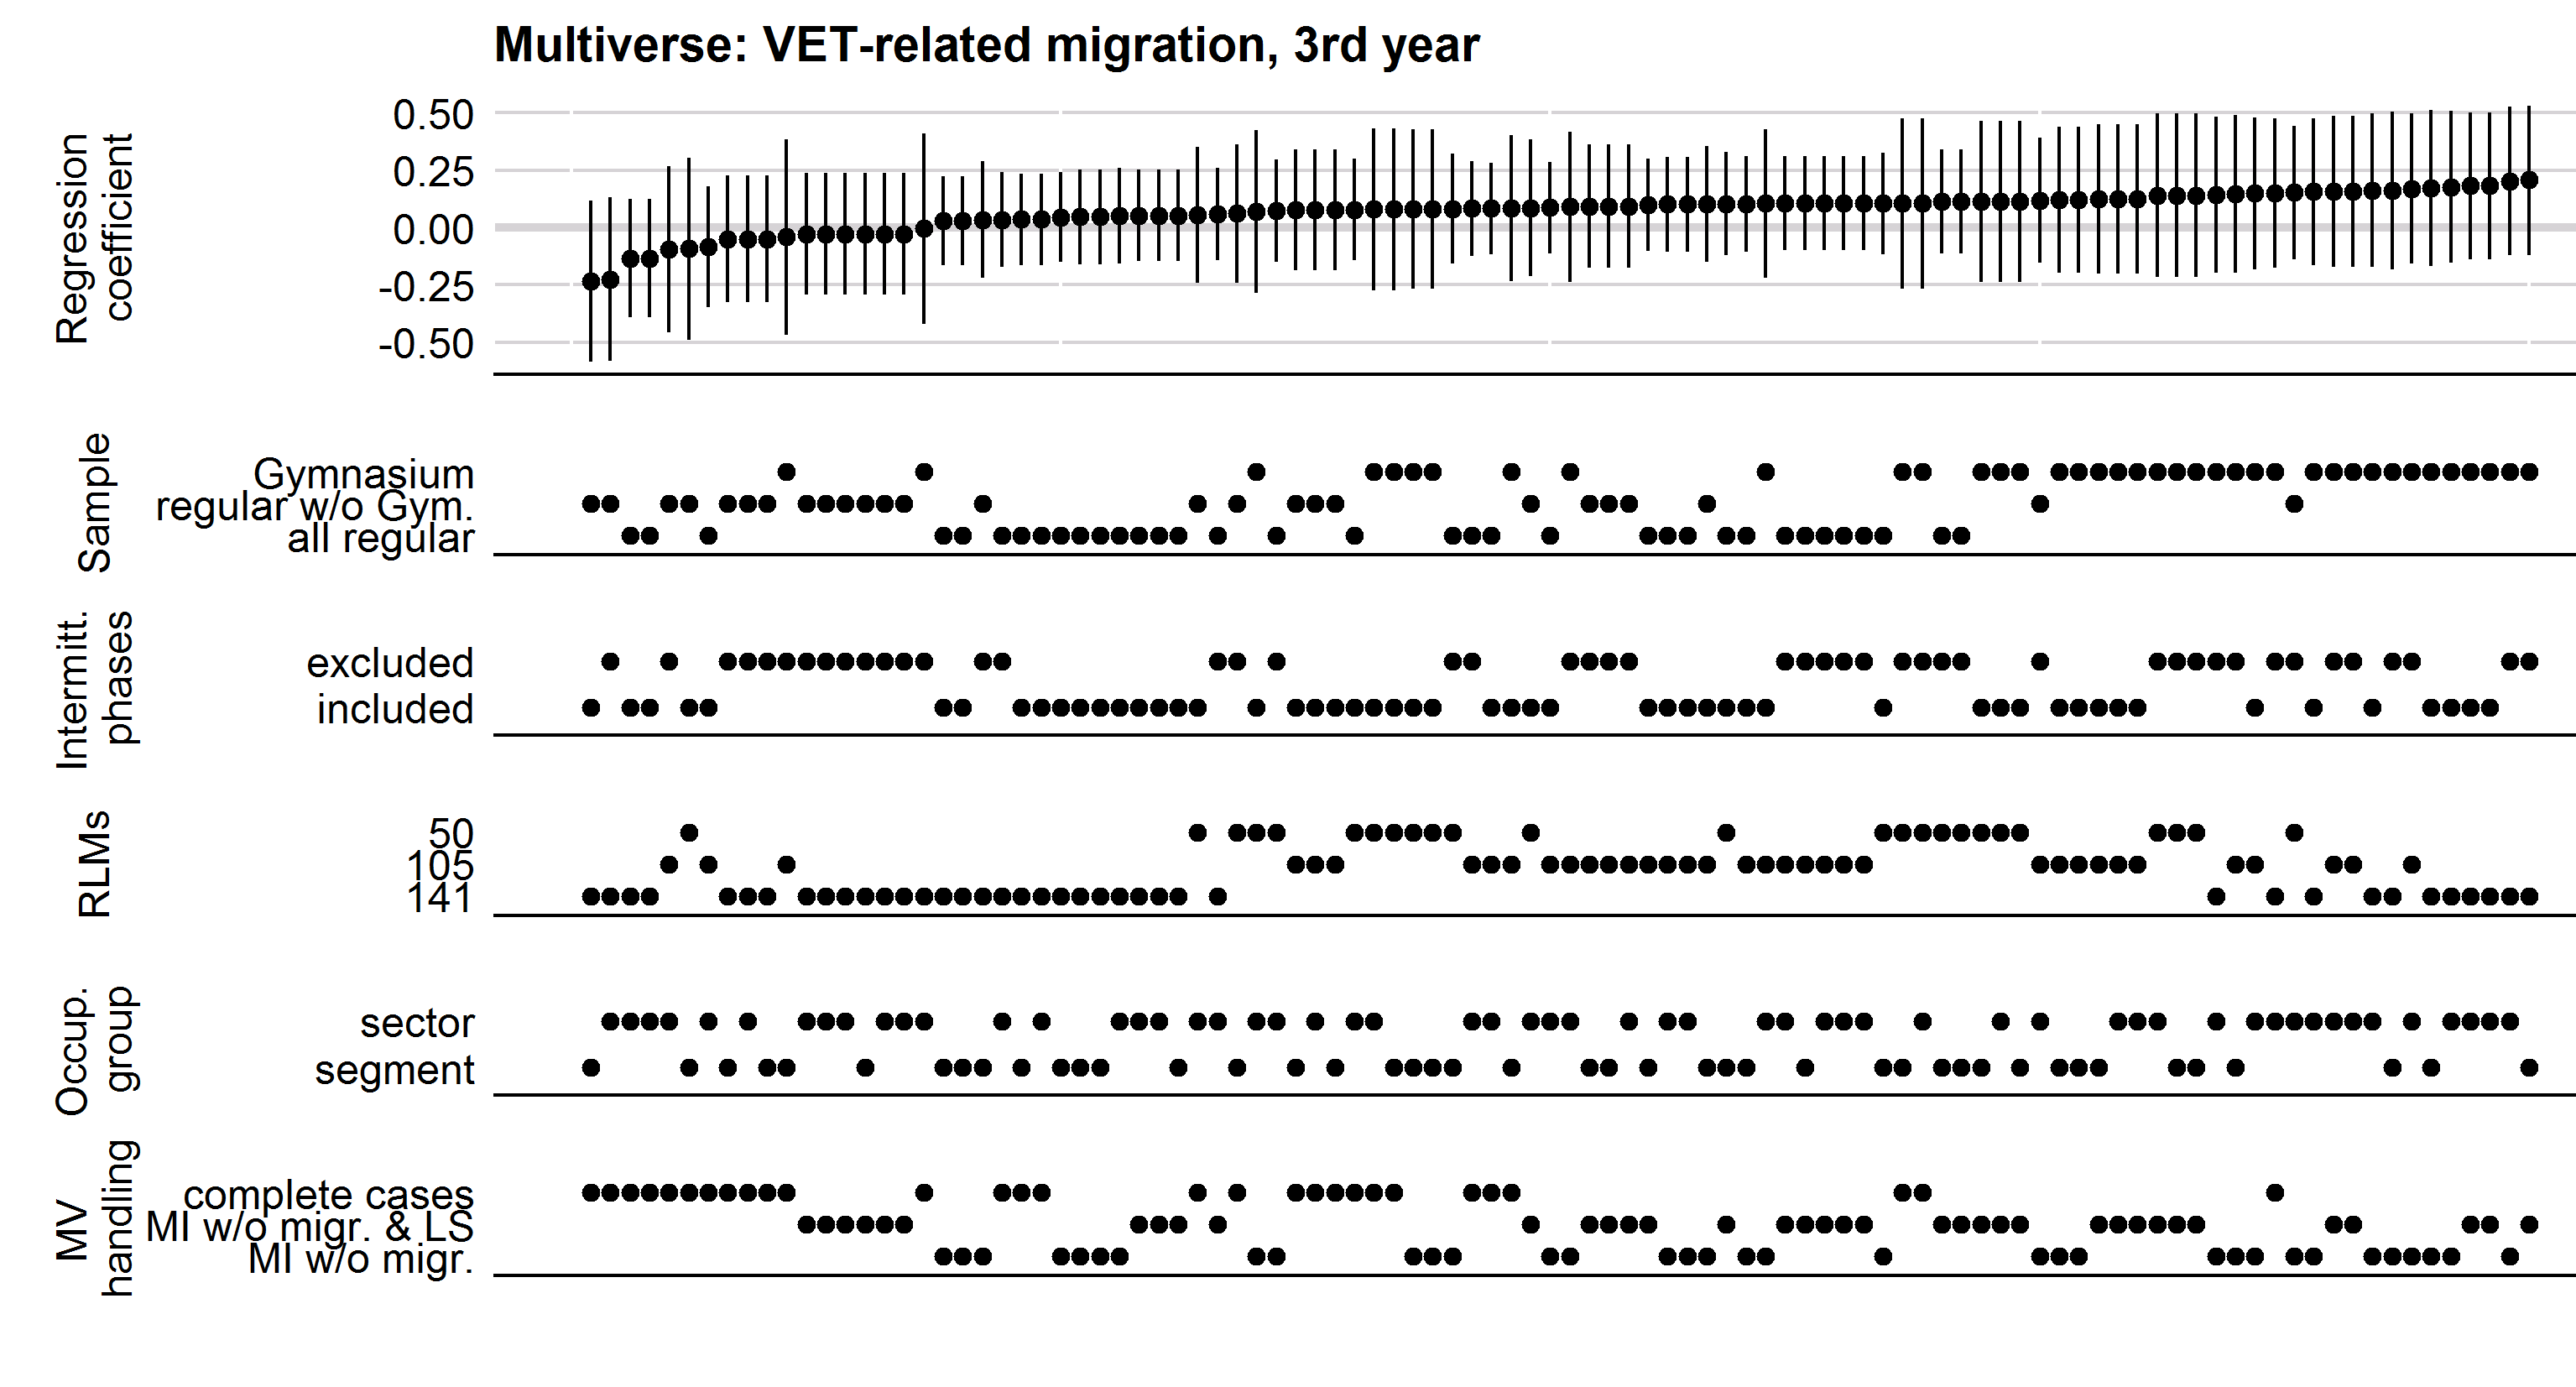 Multiverse: VET-related migration, 3rd year
Regression
coefficient
0.50
0.25
0.00
-0.25
-0.50
Sample
Gymnasium
regular w/o Gym.
all regular
Intermitt.
phases
excluded
included
RLMs
50
105
141
Occup.
group
sector
segment
MV
handling
complete cases
MI w/o migr. & LS
MI w/o migr.